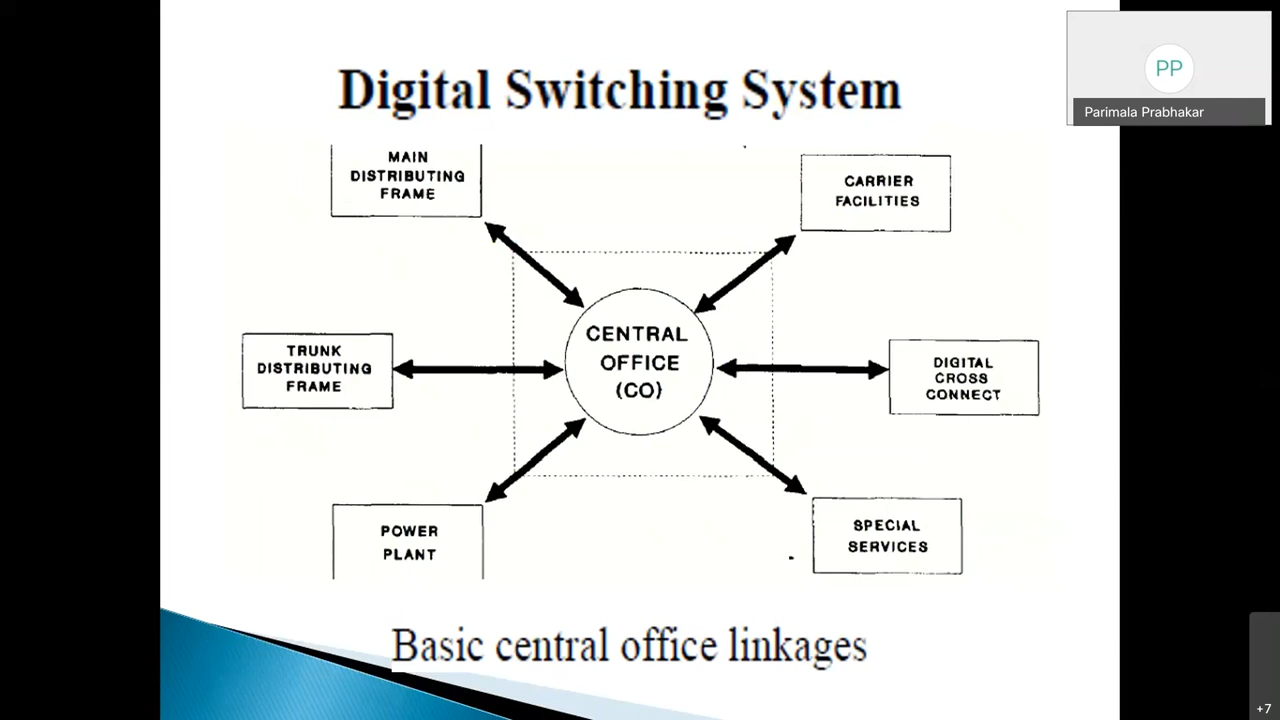 Digital Switching System
PP
Parimala Prabhakar
MAIN
DISTRIBUTING
FRAME
CARRIER
FACILITIES
CENTRAL
OFFICE
(CO)
TRUNK
DISTRIBUTING
FRAME
DIGITAL
CROSS
CONNECT
POWER
PLANT
SPECIAL
SERVICES
Basic central office linkages
+7